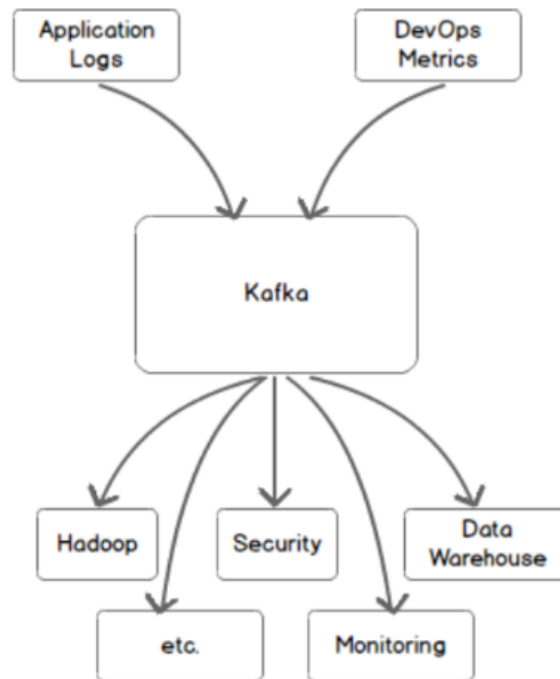 Application
Logs
DevOps
Metrics
Kafka
Hadoop
Security
Data
Warehouse
etc.
Monitoring